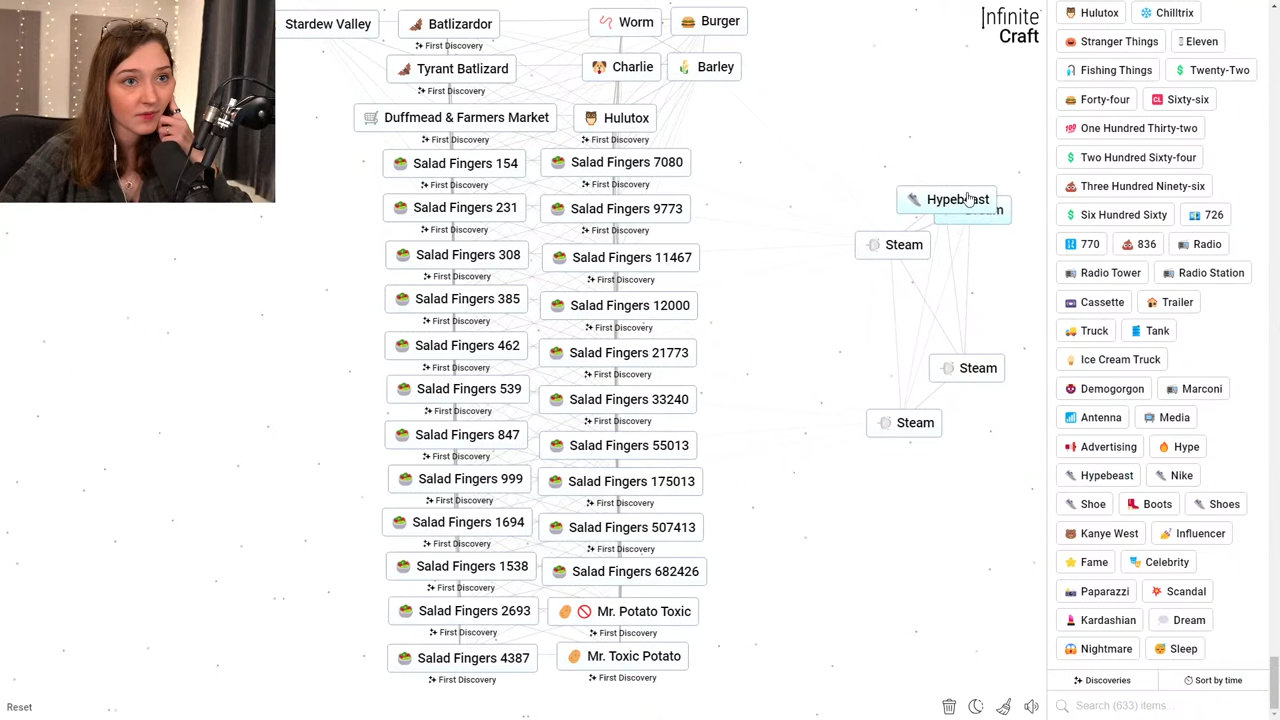 Stardew Valley
Batlizardor
First Discovery
Tyrant Batlizard
First Discovery
Duffmead & Farmers Market
First Discovery
Salad Fingers 154
First Discovery
Salad Fingers 231
First Discovery
Salad Fingers 308
First Discovery
Salad Fingers 385
First Discovery
Salad Fingers 462
First Discovery
Salad Fingers 539
First Discovery
Salad Fingers 847
First Discovery
Salad Fingers 999
First Discovery
Salad Fingers 1694
First Discovery
Salad Fingers 1538
First Discovery
Salad Fingers 2693
First Discovery
Salad Fingers 4387
First Discovery
Worm
Burger
Charlie
Barley
Hulutox
First Discovery
Salad Fingers 7080
First Discovery
Salad Fingers 9773
First Discovery
Salad Fingers 11467
First Discovery
Salad Fingers 12000
First Discovery
Salad Fingers 21773
First Discovery
Salad Fingers 33240
First Discovery
Salad Fingers 55013
First Discovery
Salad Fingers 175013
First Discovery
Salad Fingers 507413
First Discovery
Salad Fingers 682426
First Discovery
Mr. Potato Toxic
First Discovery
Mr. Toxic Potato
First Discovery
Infinite
Craft
Hypebeast
Steam
Steam
Steam
Hulutox
Chilltrix
Stranger Things
Eleven
Fishing Things
Twenty-Two
Forty-four
Sixty-six
One Hundred Thirty-two
Two Hundred Sixty-four
Three Hundred Ninety-six
Six Hundred Sixty
726
770
836
Radio
Radio Tower
Radio Station
Cassette
Trailer
Truck
Tank
Ice Cream Truck
Demogorgon
Marconi
Antenna
Media
Advertising
Hype
Hypebeast
Nike
Shoe
Boots
Shoes
Kanye West
Influencer
Fame
Celebrity
Paparazzi
Scandal
Kardashian
Dream
Nightmare
Sleep
Discoveries
Sort by time
Search (633) items...
Reset